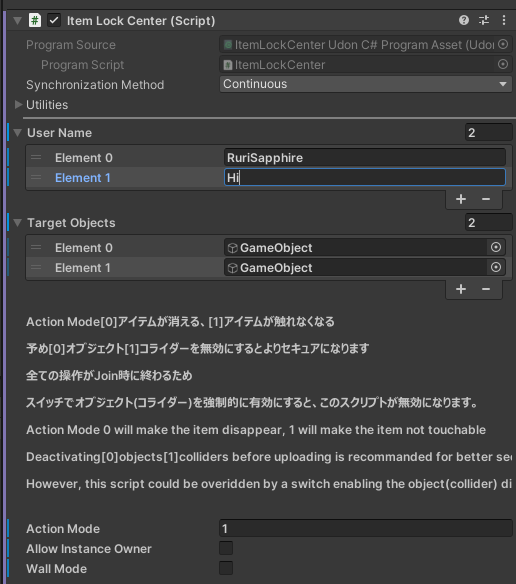 Item Lock Center (Script)
Program Source
ItemLockCenter Udon C# Program Asset (Udo
Program Script
ItemLockCenter
Synchronization Method
Continuous
Utilities
User Name
2
Element 0
RuriSapphire
Element 1
Hi
Target Objects
2
Element 0
GameObject
Element 1
GameObject
Action Mode[0]アイテムが消える、[1]アイテムが触れなくなる
予め[0]オブジェクト[1]コライダーを無効にするとよりセキュアになります
全ての操作がJoin時に終わるため
スイッチでオブジェクト(コライダー)を強制的に有効にすると、このスクリプトが無効になります。
Action Mode 0 will make the item disappear, 1 will make the item not touchable
Deactivating[0]objects[1]colliders before uploading is recommanded for better se
However, this script could be overidden by a switch enabling the object(collider) di
Action Mode
1
Allow Instance Owner
Wall Mode